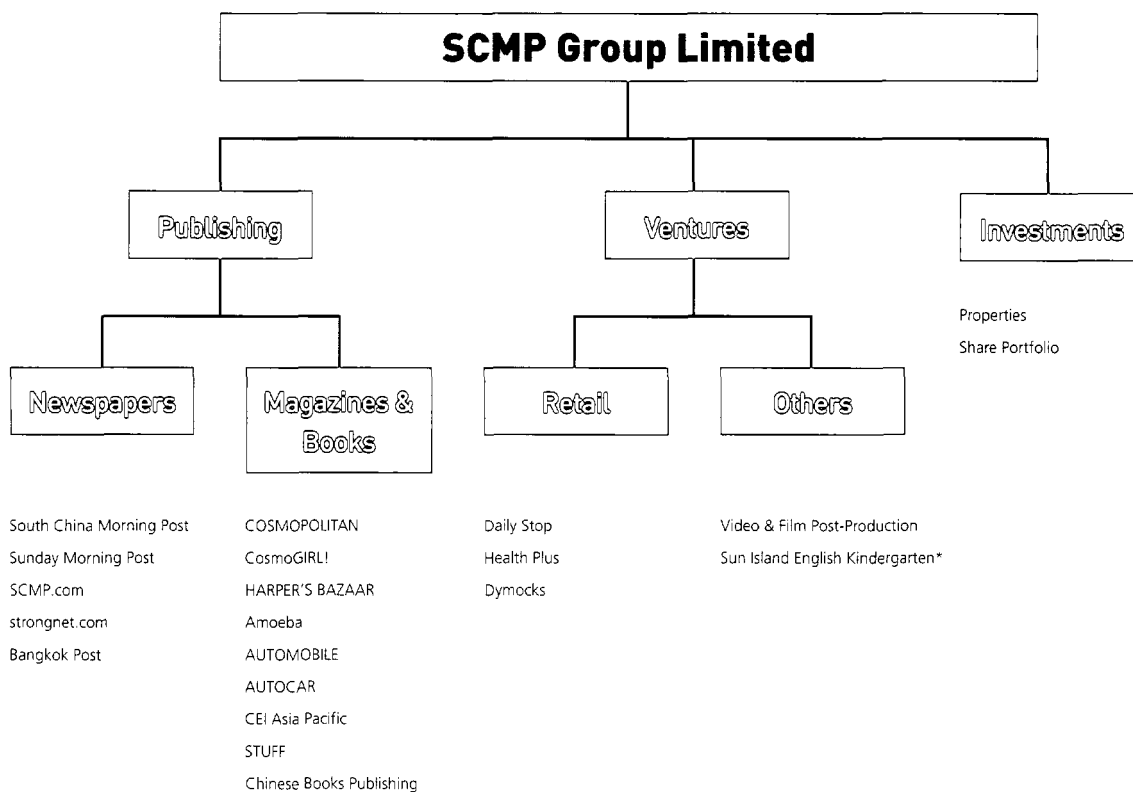 SCMP Group Limited
Publishing
Ventures
Investments
Properties
Share Portfolio
Newspapers
Magazines &
Books
Retail
Others
South China Morning Post
Sunday Morning Post
SCMP.com
strongnet.com
Bangkok Post
COSMOPOLITAN
CosmoGIRL!
HARPER'S BAZAAR
Amoeba
AUTOMOBILE
AUTOCAR
CEI Asia Pacific
STUFF
Chinese Books Publishing
Daily Stop
Health Plus
Dymocks
Video & Film Post-Production
Sun Island English Kindergarten*